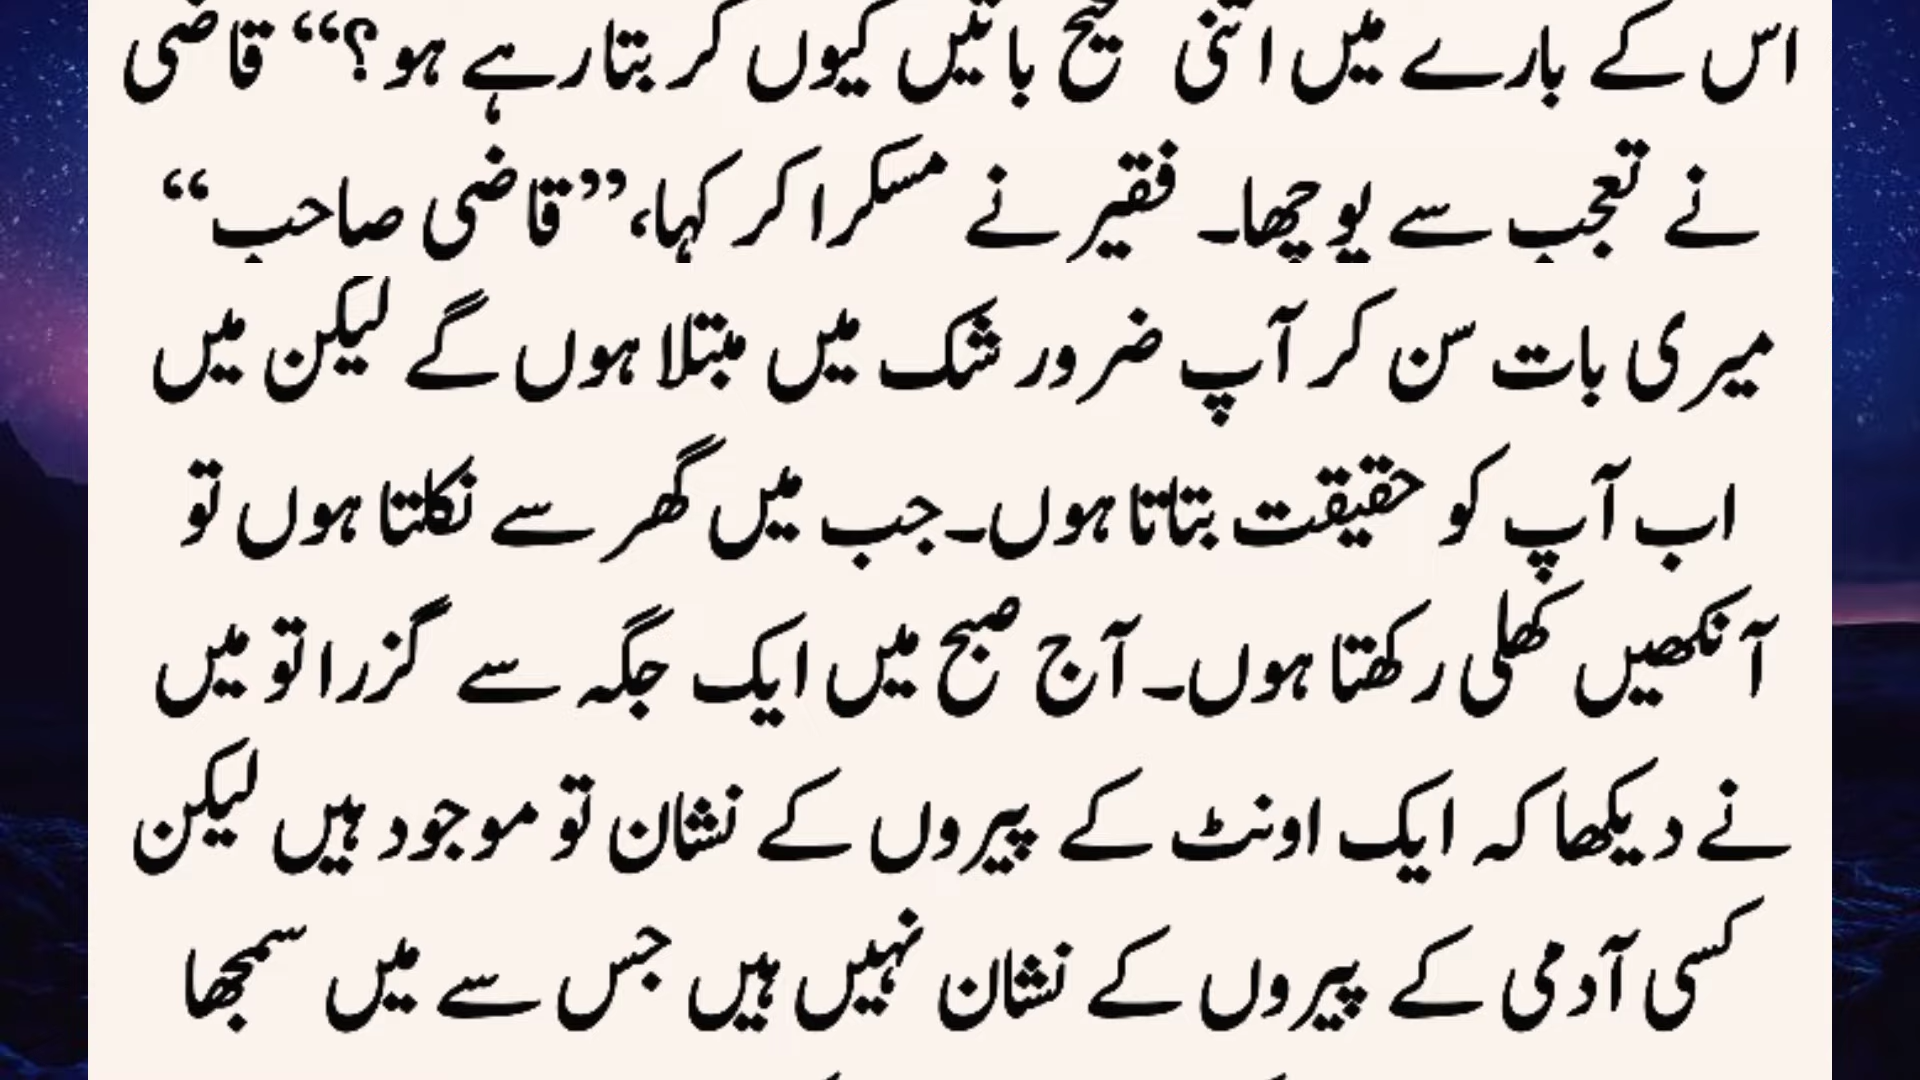 اس کے بارے میں اتنی صحیح باتیں کیوں کر بتا رہے ہو؟“ قاضی
نے تعجب سے پوچھا۔ فقیر نے مسکرا کر کہا،”قاضی صاحب“
میری بات سن کر آپ ضرور شک میں مبتلا ہوں گے لیکن میں
اب آپ کو حقیقت بتاتا ہوں۔جب میں گھر سے نکلتا ہوں تو
آنکھیں کھلی رکھتا ہوں۔ آج صبح میں ایک جگہ سے گزرا تو میں
نے دیکھا کہ ایک اونٹ کے پیروں کے نشان تو موجود ہیں لیکن
کسی آدمی کے پیروں کے نشان نہیں ہیں جس سے میں سمجھا